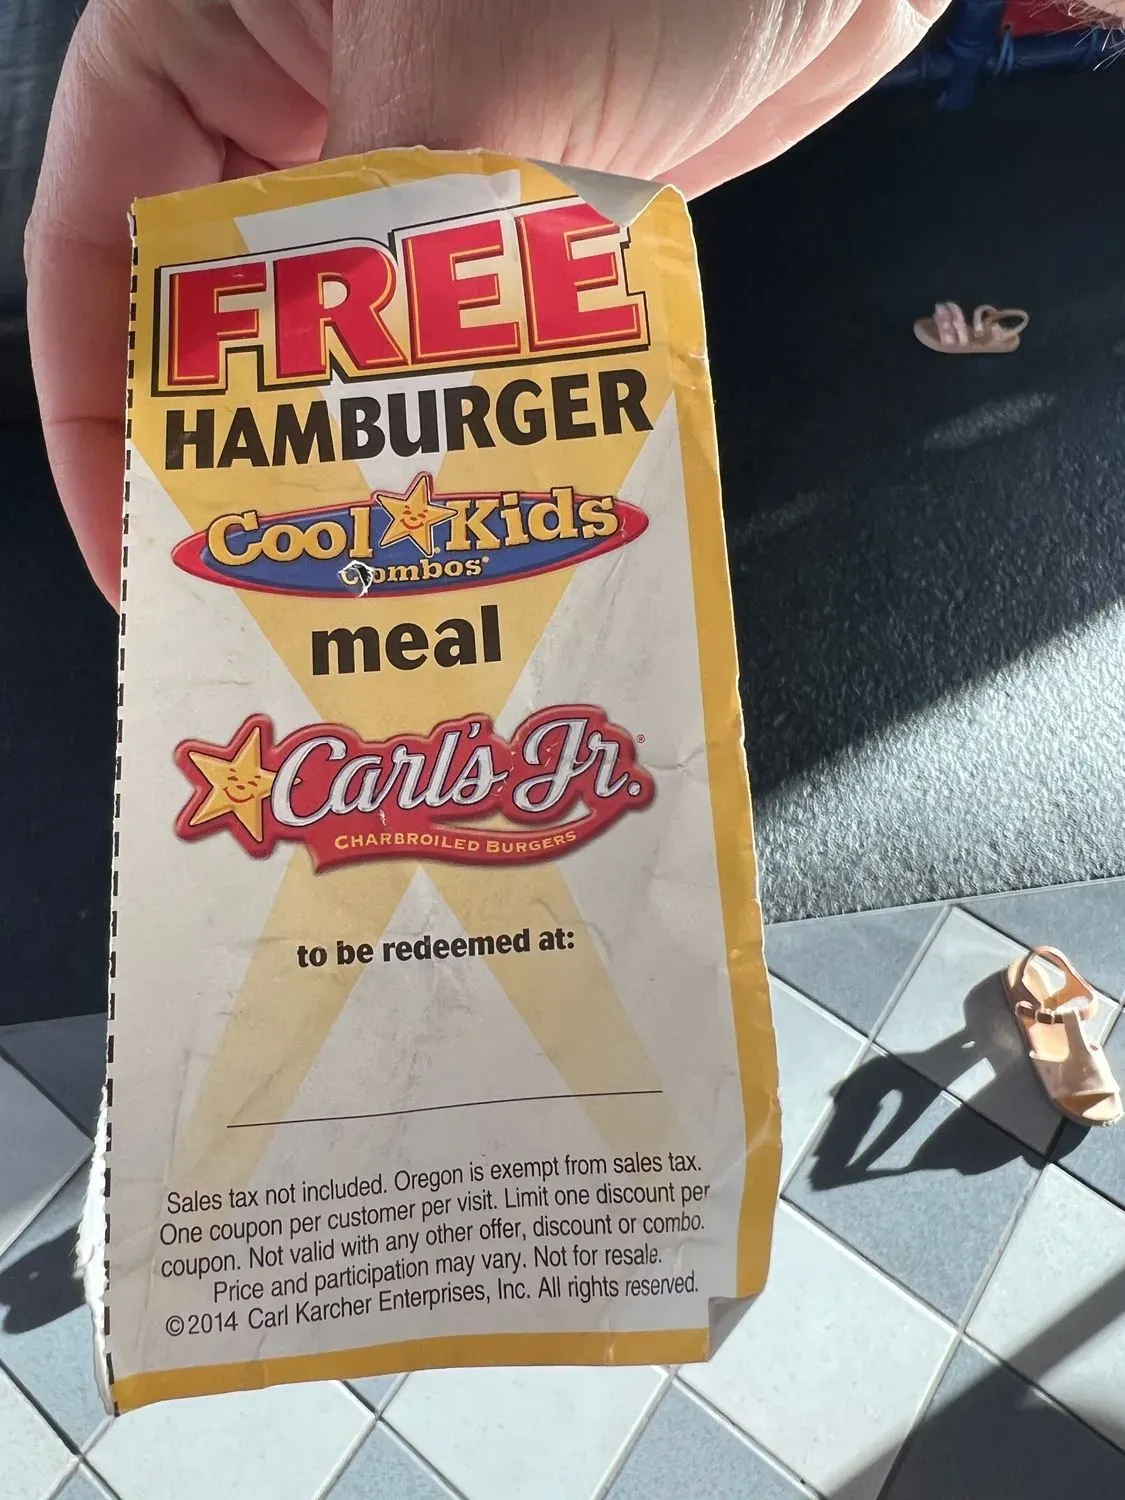 FREE
HAMBURGER
Cool Kids
Combos®
meal
Carl's Jr.®
CHARBROILED BURGERS
to be redeemed at:
Sales tax not included. Oregon is exempt from sales tax.
One coupon per customer per visit. Limit one discount per
coupon. Not valid with any other offer, discount or combo.
Price and participation may vary. Not for resale.
©2014 Carl Karcher Enterprises, Inc. All rights reserved.